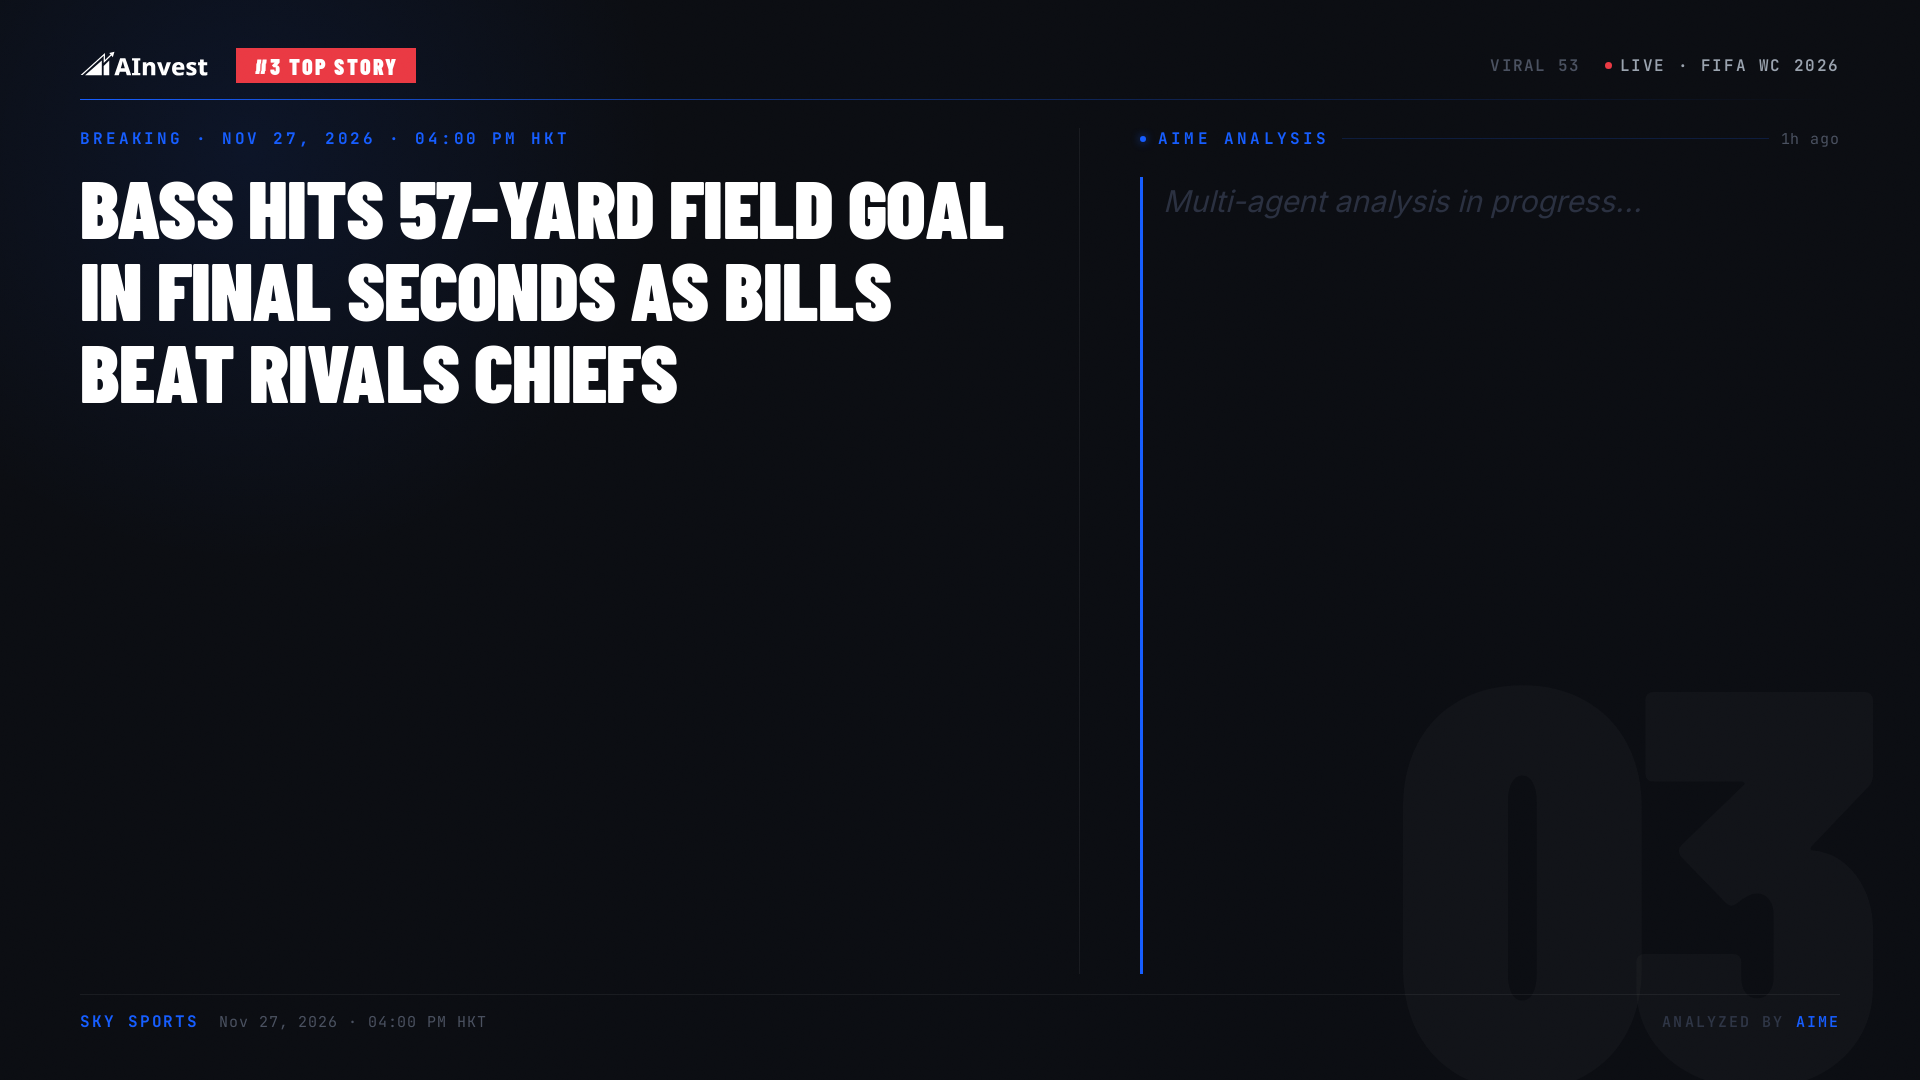 AInvest
#3 TOP STORY
VIRAL 53
LIVE · FIFA WC 2026
BREAKING · NOV 27, 2026 · 04:00 PM HKT
BASS HITS 57-YARD FIELD GOAL
IN FINAL SECONDS AS BILLS
BEAT RIVALS CHIEFS
AIME ANALYSIS
1h ago
Multi-agent analysis in progress...
03
SKY SPORTS
Nov 27, 2026 · 04:00 PM HKT
ANALYZED BY AIME